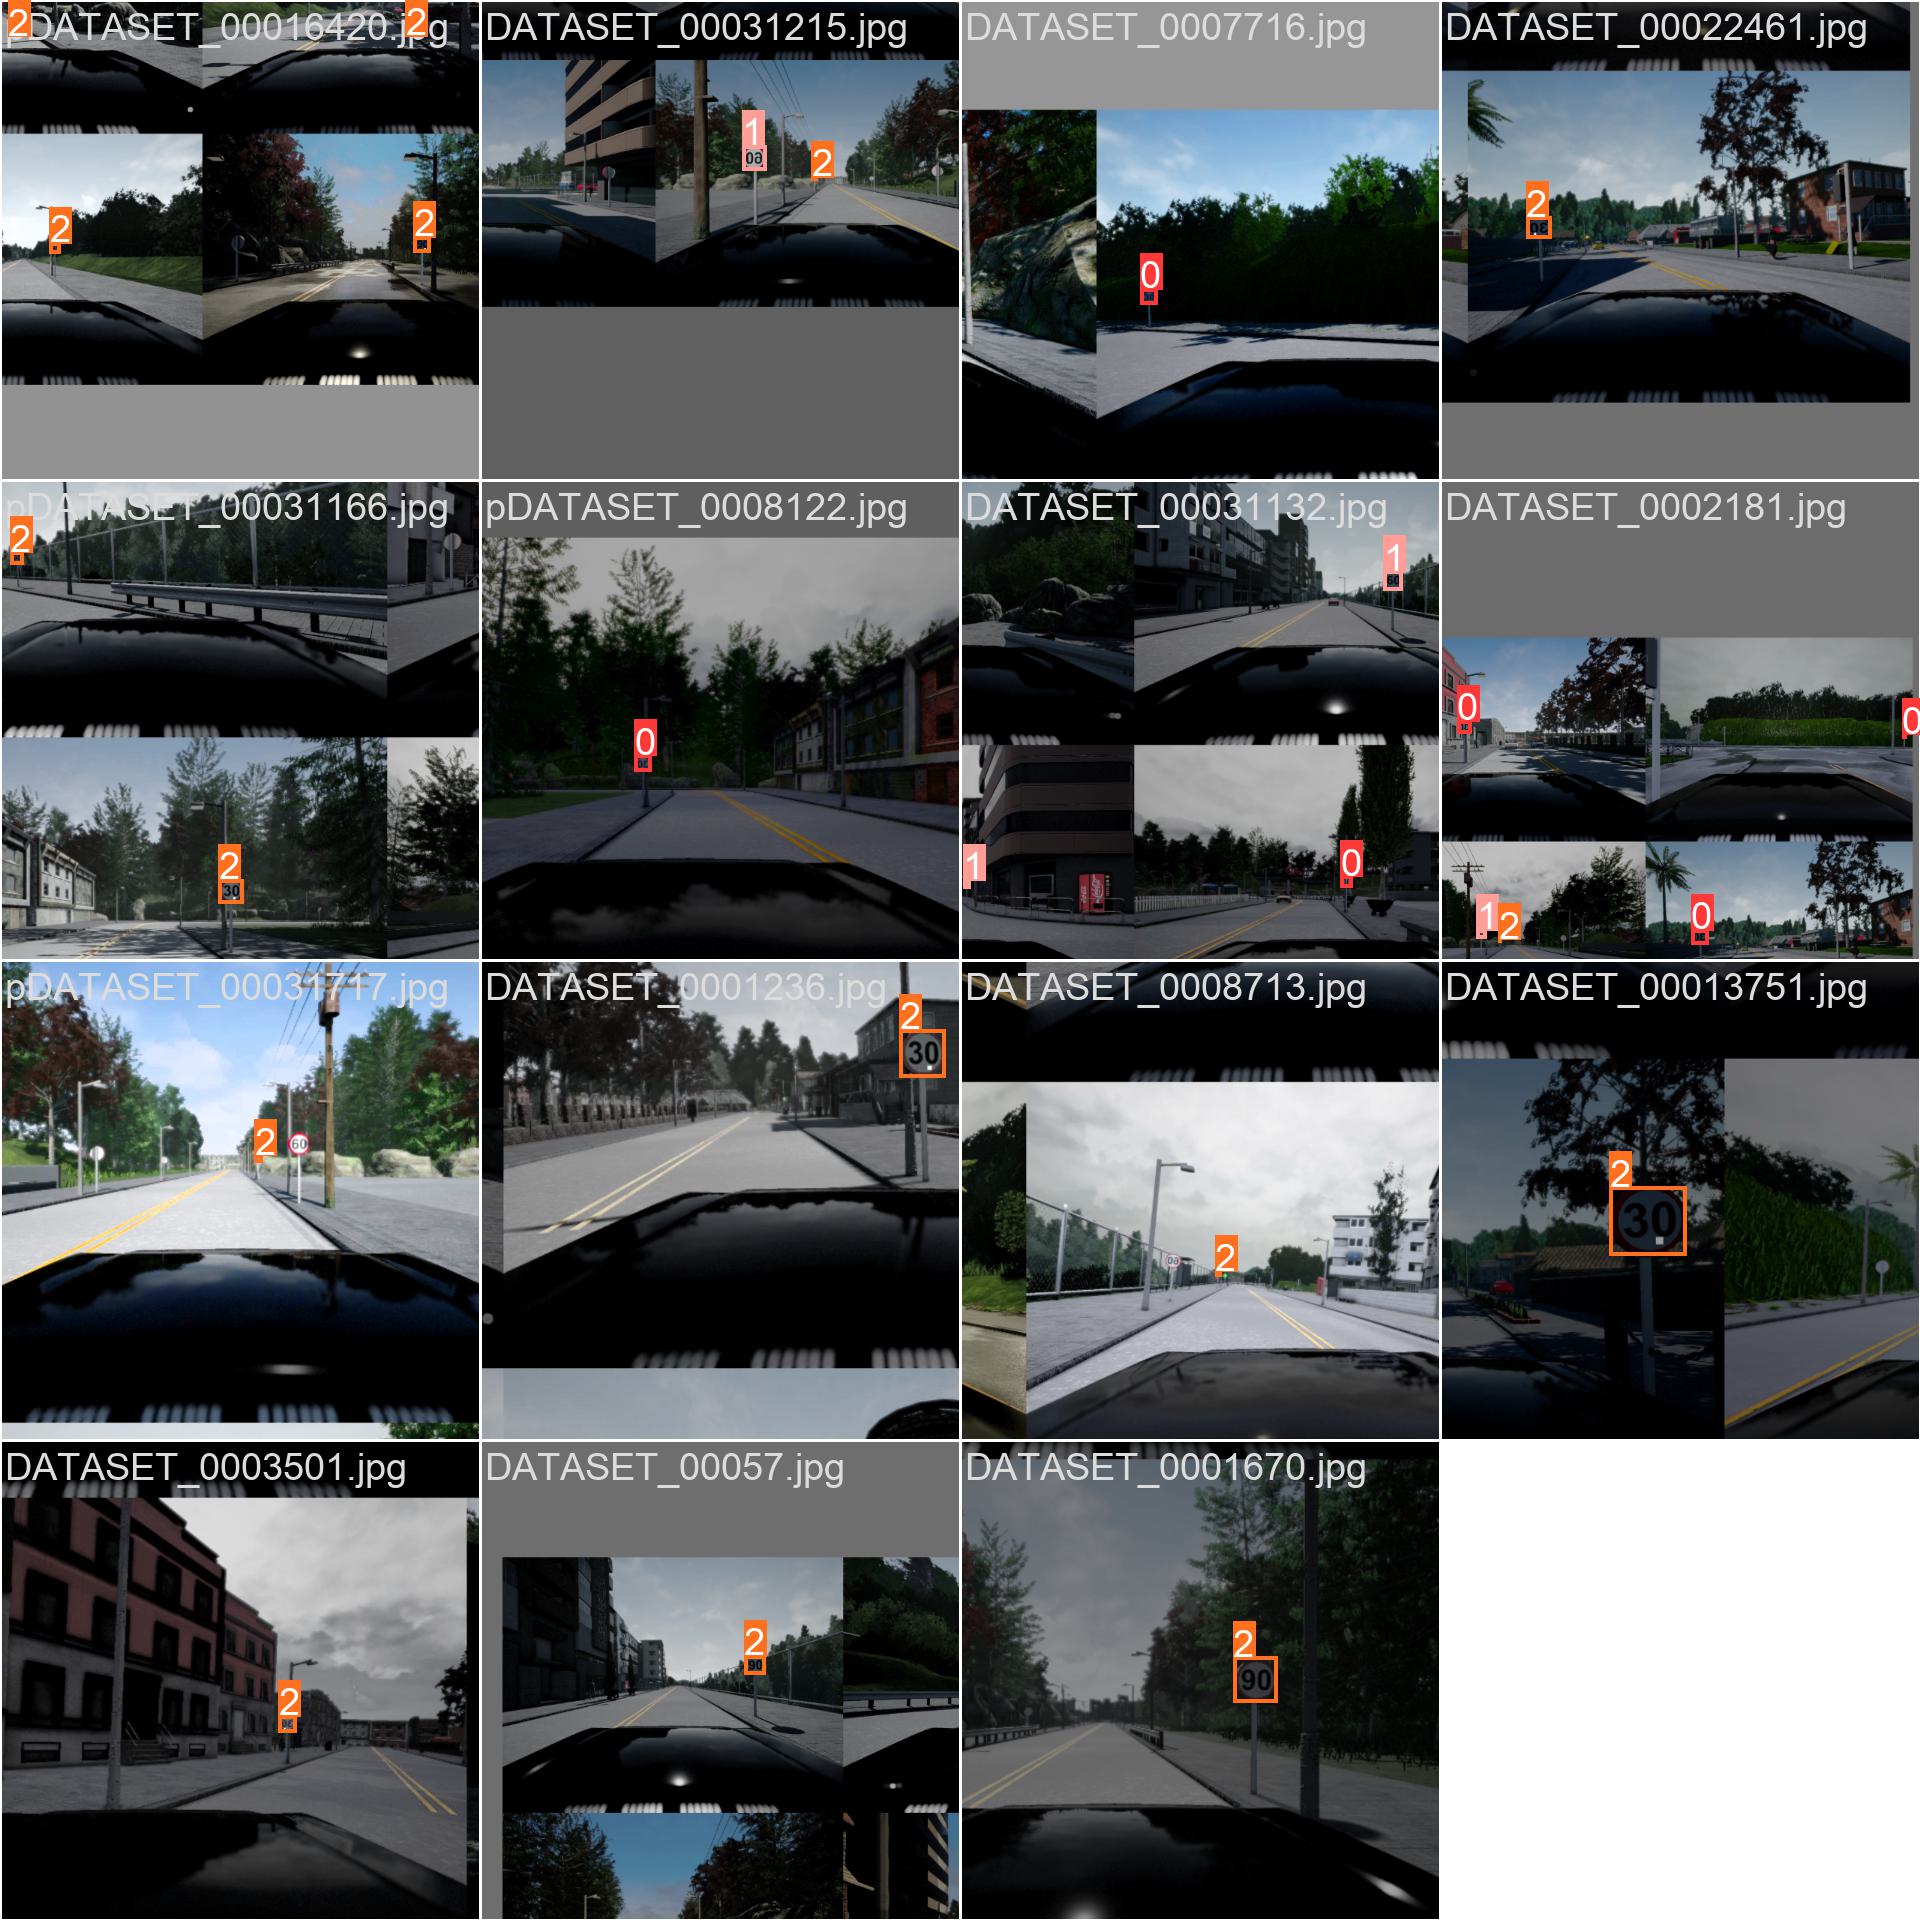 pDATASET_00016420.jpg
2
2
2
2
DATASET_00031215.jpg
1
2
DATASET_0007716.jpg
0
DATASET_00022461.jpg
2
pDATASET_00031166.jpg
2
2
30
pDATASET_0008122.jpg
0
DATASET_00031132.jpg
1
60
1
0
DATASET_0002181.jpg
0
0
1
2
0
pDATASET_00031717.jpg
2
60
DATASET_0001236.jpg
2
30
DATASET_0008713.jpg
2
DATASET_00013751.jpg
2
30
DATASET_0003501.jpg
2
DATASET_00057.jpg
2
90
DATASET_0001670.jpg
2
90